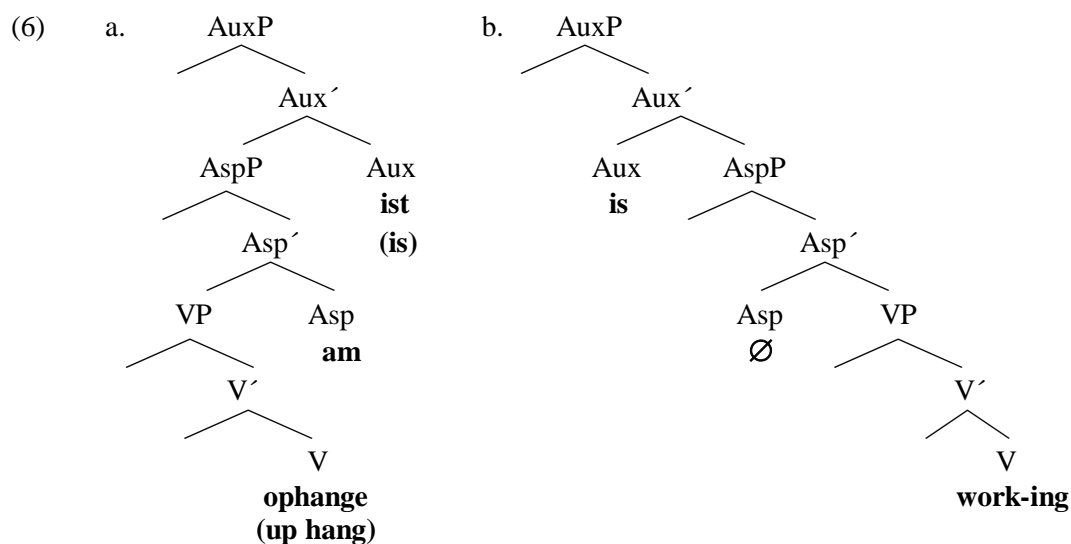 (6) a. AuxP b. AuxP
Aux´ Aux´
AspP Aux Aux AspP
ist is
(is)
Asp´ Asp´
VP Asp Asp VP
am ∅
V´ V´
V V
ophange work-ing
(up hang)